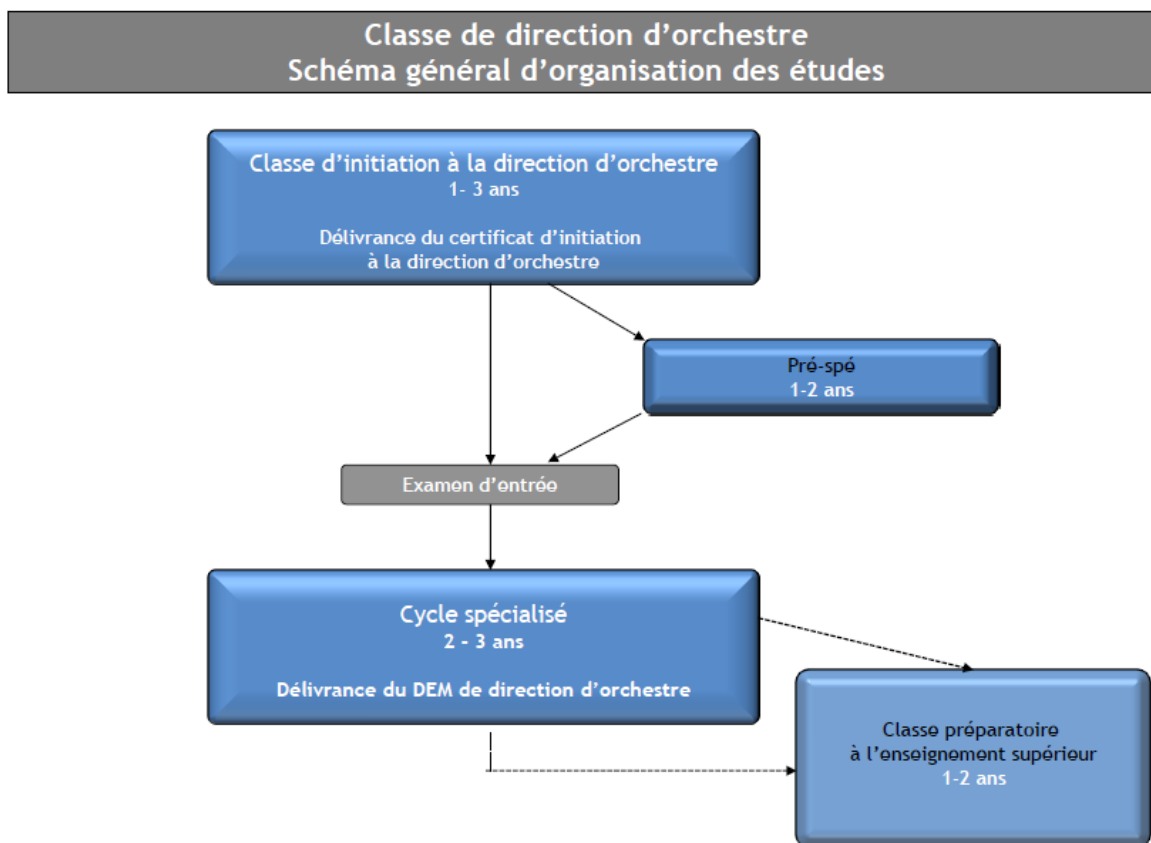 Classe de direction d’orchestre
Schéma général d’organisation des études
Classe d’initiation à la direction d’orchestre
1- 3 ans
Délivrance du certificat d’initiation
à la direction d’orchestre
Pré-spé
1-2 ans
Examen d’entrée
Cycle spécialisé
2 - 3 ans
Délivrance du DEM de direction d’orchestre
Classe préparatoire
à l’enseignement supérieur
1-2 ans